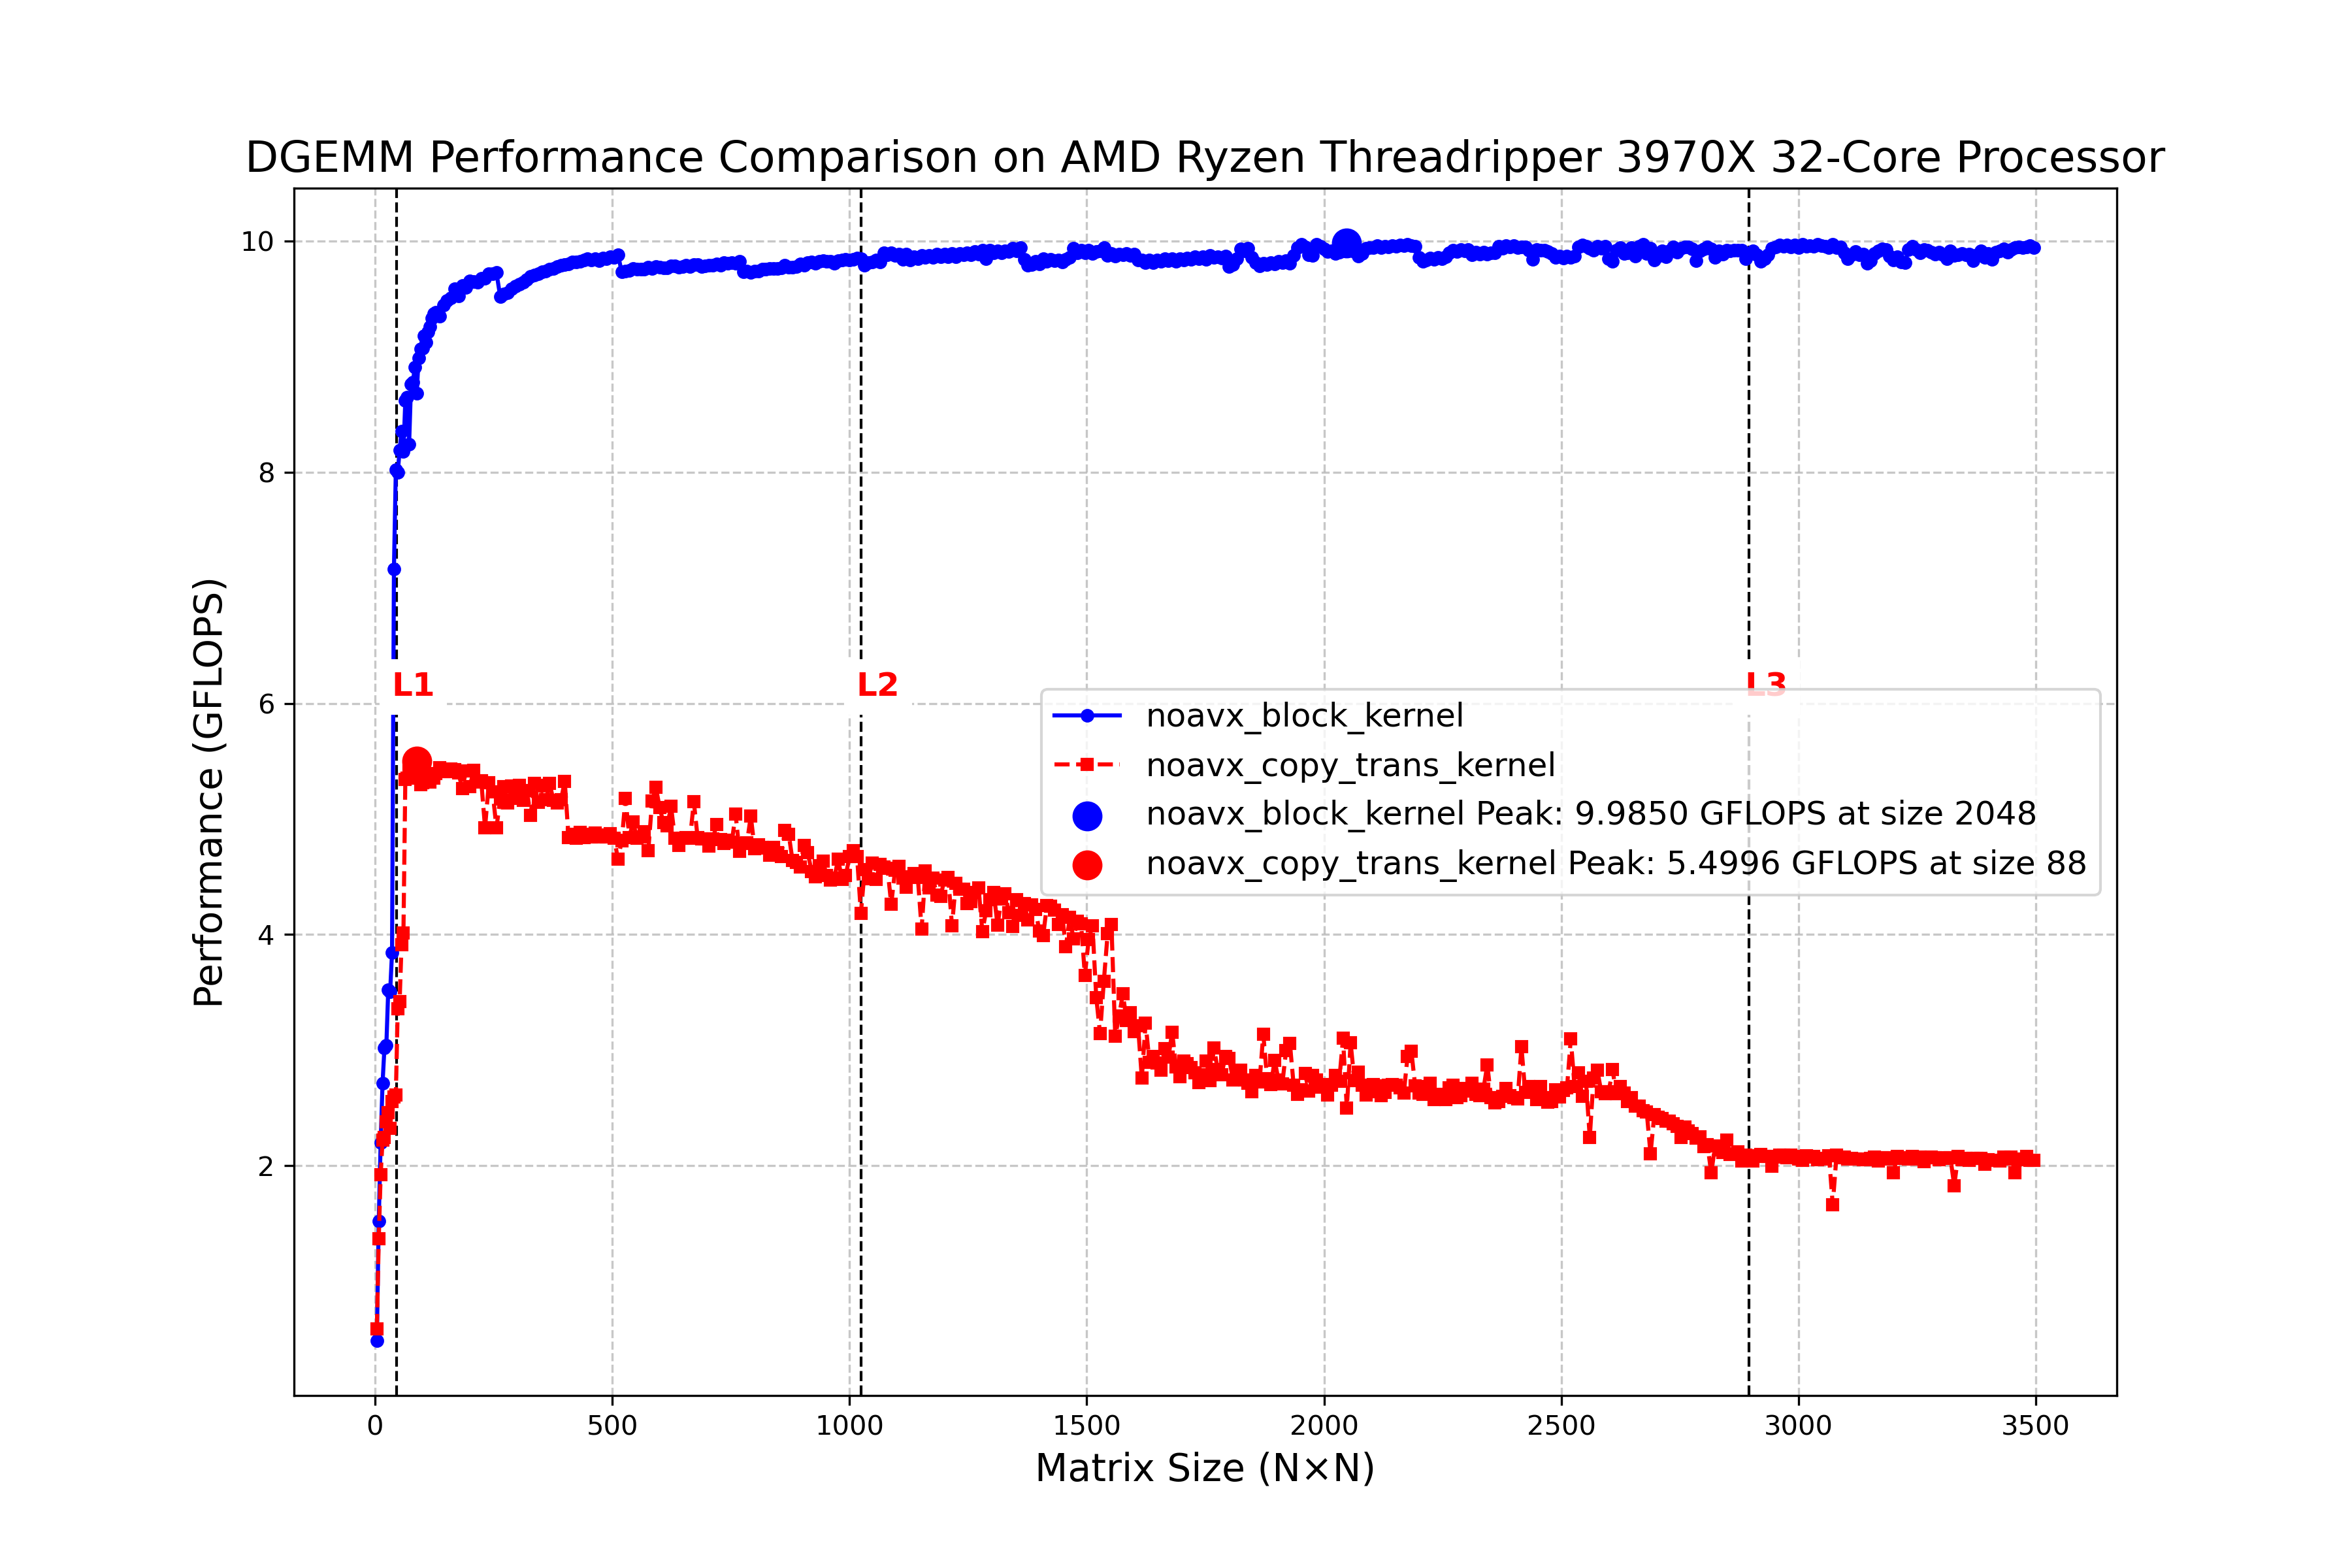 DGEMM Performance Comparison on AMD Ryzen Threadripper 3970X 32-Core Processor
Performance (GFLOPS)
10
8
6
4
2
L1
L2
L3
noavx_block_kernel
noavx_copy_trans_kernel
noavx_block_kernel Peak: 9.9850 GFLOPS at size 2048
noavx_copy_trans_kernel Peak: 5.4996 GFLOPS at size 88
0
500
1000
1500
2000
2500
3000
3500
Matrix Size (N×N)